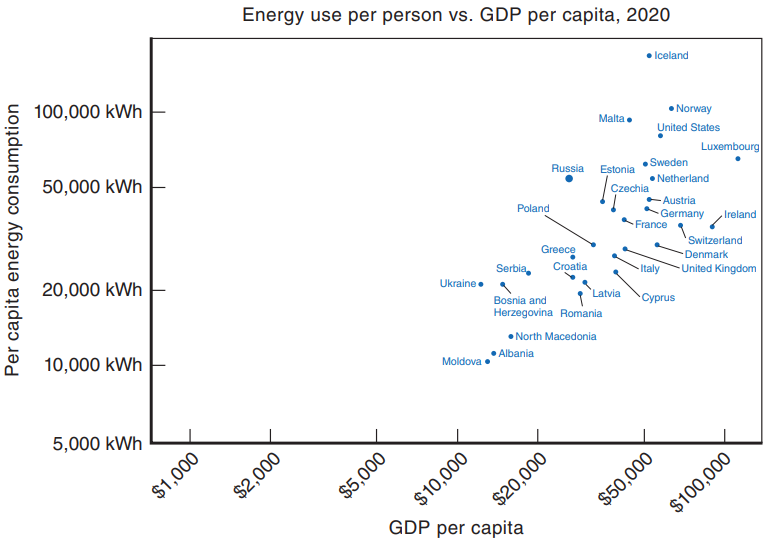 Energy use per person vs. GDP per capita, 2020
Per capita energy consumption
100,000 kWh
50,000 kWh
20,000 kWh
10,000 kWh
5,000 kWh
Iceland
Norway
Malta
United States
Luxembourg
Sweden
Russia
Estonia
Netherland
Czechia
Austria
Poland
Germany
Ireland
France
Switzerland
Greece
Denmark
Serbia
Croatia
Italy
United Kingdom
Ukraine
Latvia
Cyprus
Bosnia and
Herzegovina
Romania
North Macedonia
Albania
Moldova
$1,000
$2,000
$5,000
$10,000
$20,000
$50,000
$100,000
GDP per capita